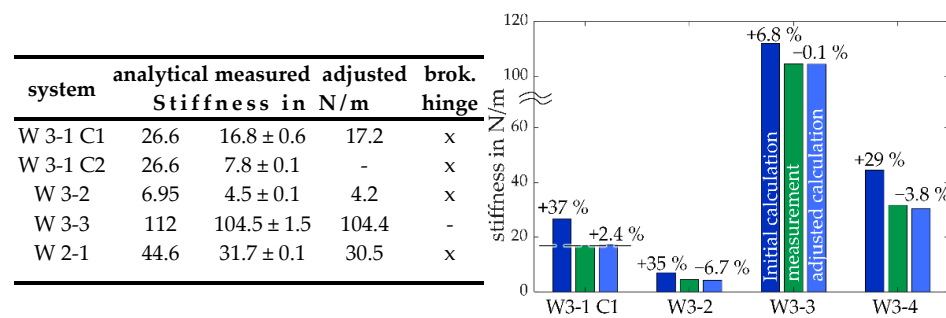 system analytical measured adjusted brok.
Stiffness in N/m hinge
W 3-1 C1 26.6 16.8 ± 0.6 17.2 x
W 3-1 C2 26.6 7.8 ± 0.1 - x
W 3-2 6.95 4.5 ± 0.1 4.2 x
W 3-3 112 104.5 ± 1.5 104.4 -
W 2-1 44.6 31.7 ± 0.1 30.5 x
stiffness in N/m
120
100
60
40
20
0
+37 %
+2.4 %
+35 %
−6.7 %
+6.8 %
−0.1 %
+29 %
−3.8 %
Initial calculation
measurement
adjusted calculation
W3-1 C1 W3-2 W3-3 W3-4